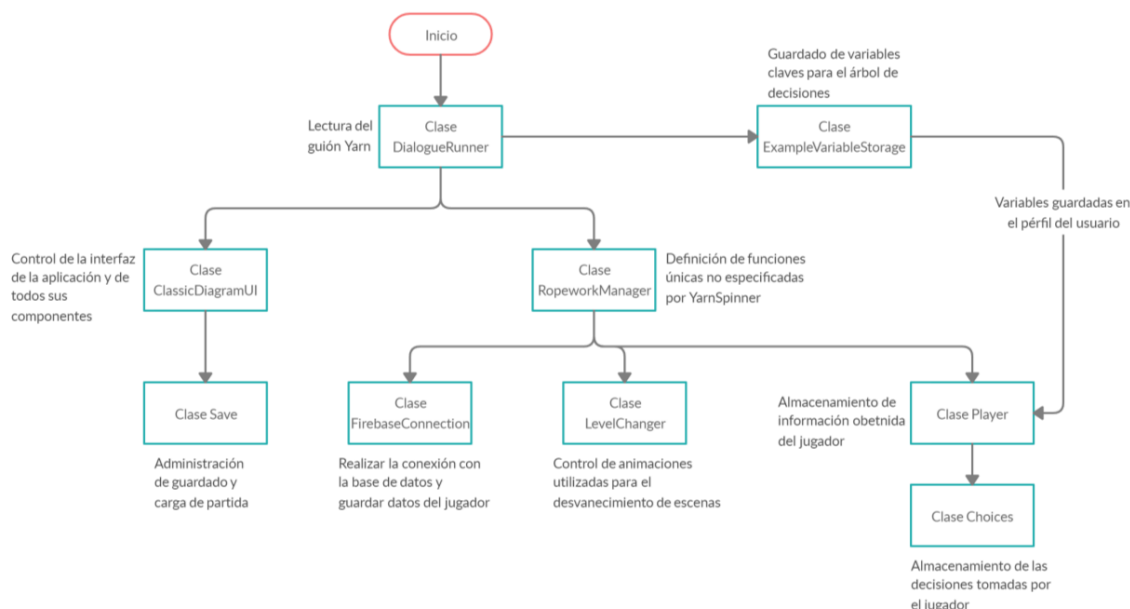 Inicio
Guardado de variables
claves para el árbol de
decisiones
Lectura del
guión Yarn
Clase
DialogueRunner
Clase
ExampleVariableStorage
Variables guardadas en
el pérfil del usuario
Control de la interfaz
de la aplicación y de
todos sus
componentes
Clase
ClassicDiagramUI
Clase
RopeworkManager
Definición de funciones
únicas no especificadas
por YarnSpinner
Clase Save
Clase
FirebaseConnection
Clase
LevelChanger
Almacenamiento de
información obetnida
del jugador
Clase Player
Administración
de guardado y
carga de partida
Realizar la conexión con
la base de datos y
guardar datos del jugador
Control de animaciones
utilizadas para el
desvanecimiento de escenas
Clase Choices
Almacenamiento de las
decisiones tomadas por
el jugador